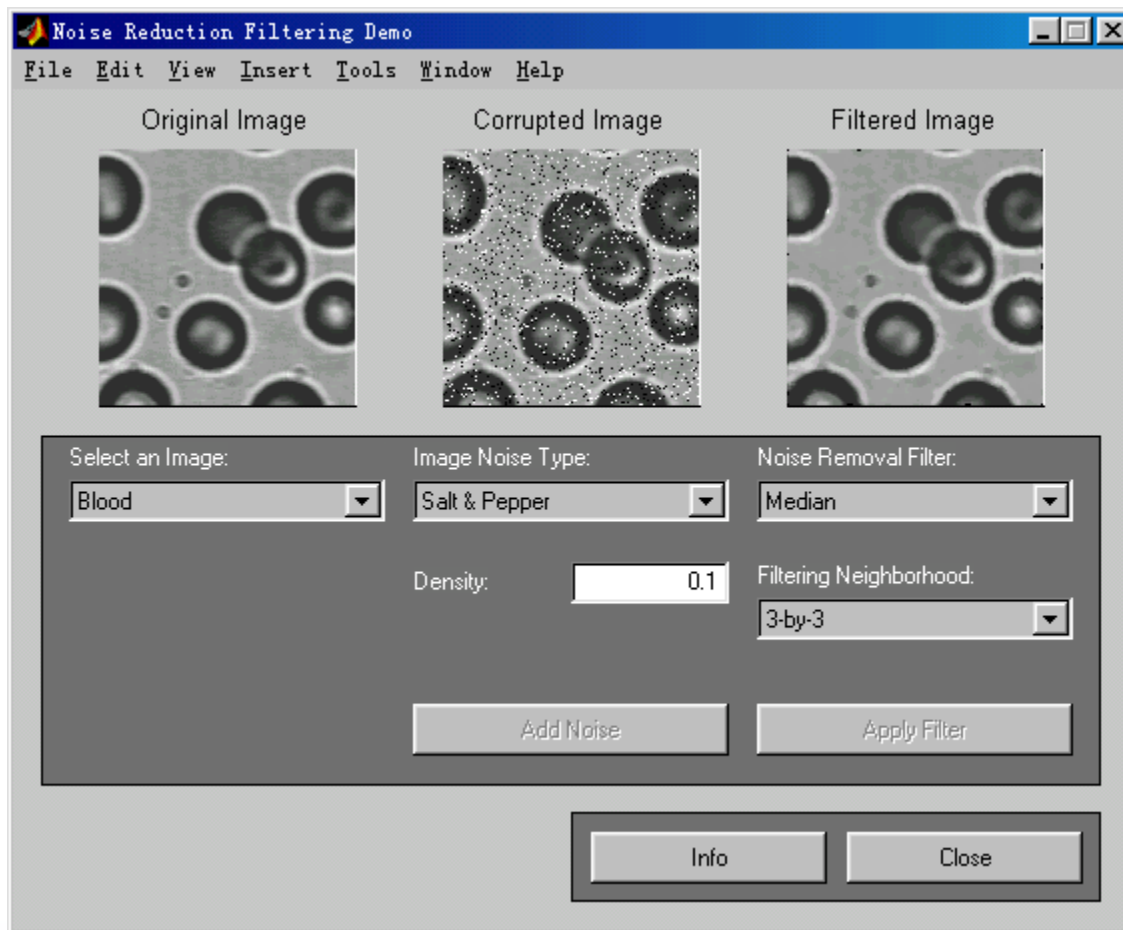 Noise Reduction Filtering Demo
File Edit View Insert Tools Window Help
Original Image
Corrupted Image
Filtered Image
Select an Image:
Image Noise Type:
Noise Removal Filter:
Blood
Salt & Pepper
Median
Density:
0.1
Filtering Neighborhood:
3-by-3
Add Noise
Apply Filter
Info
Close